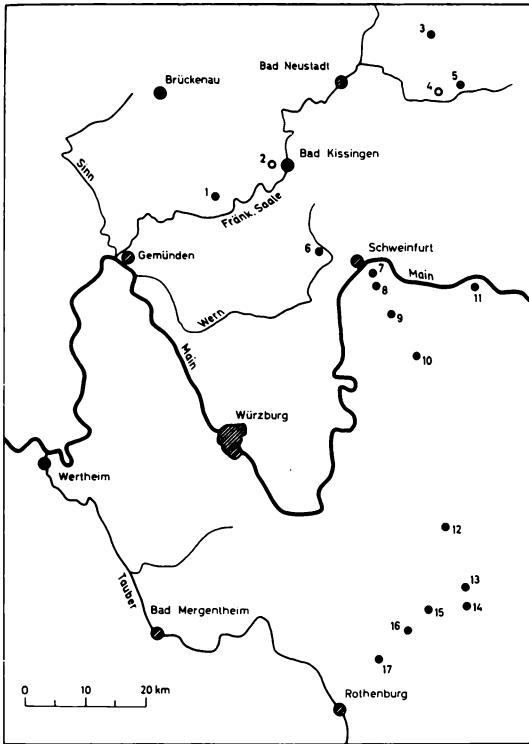 3
Bad Neustadt
Brückenau
4
5
Sinn
2
Bad Kissingen
1
Fränk. Saale
6
Gemünden
Schweinfurt
Main
7
8
11
Wern
9
Main
10
Würzburg
Wertheim
12
Tauber
13
14
15
Bad Mergentheim
16
17
0 10 20 km
Rothenburg